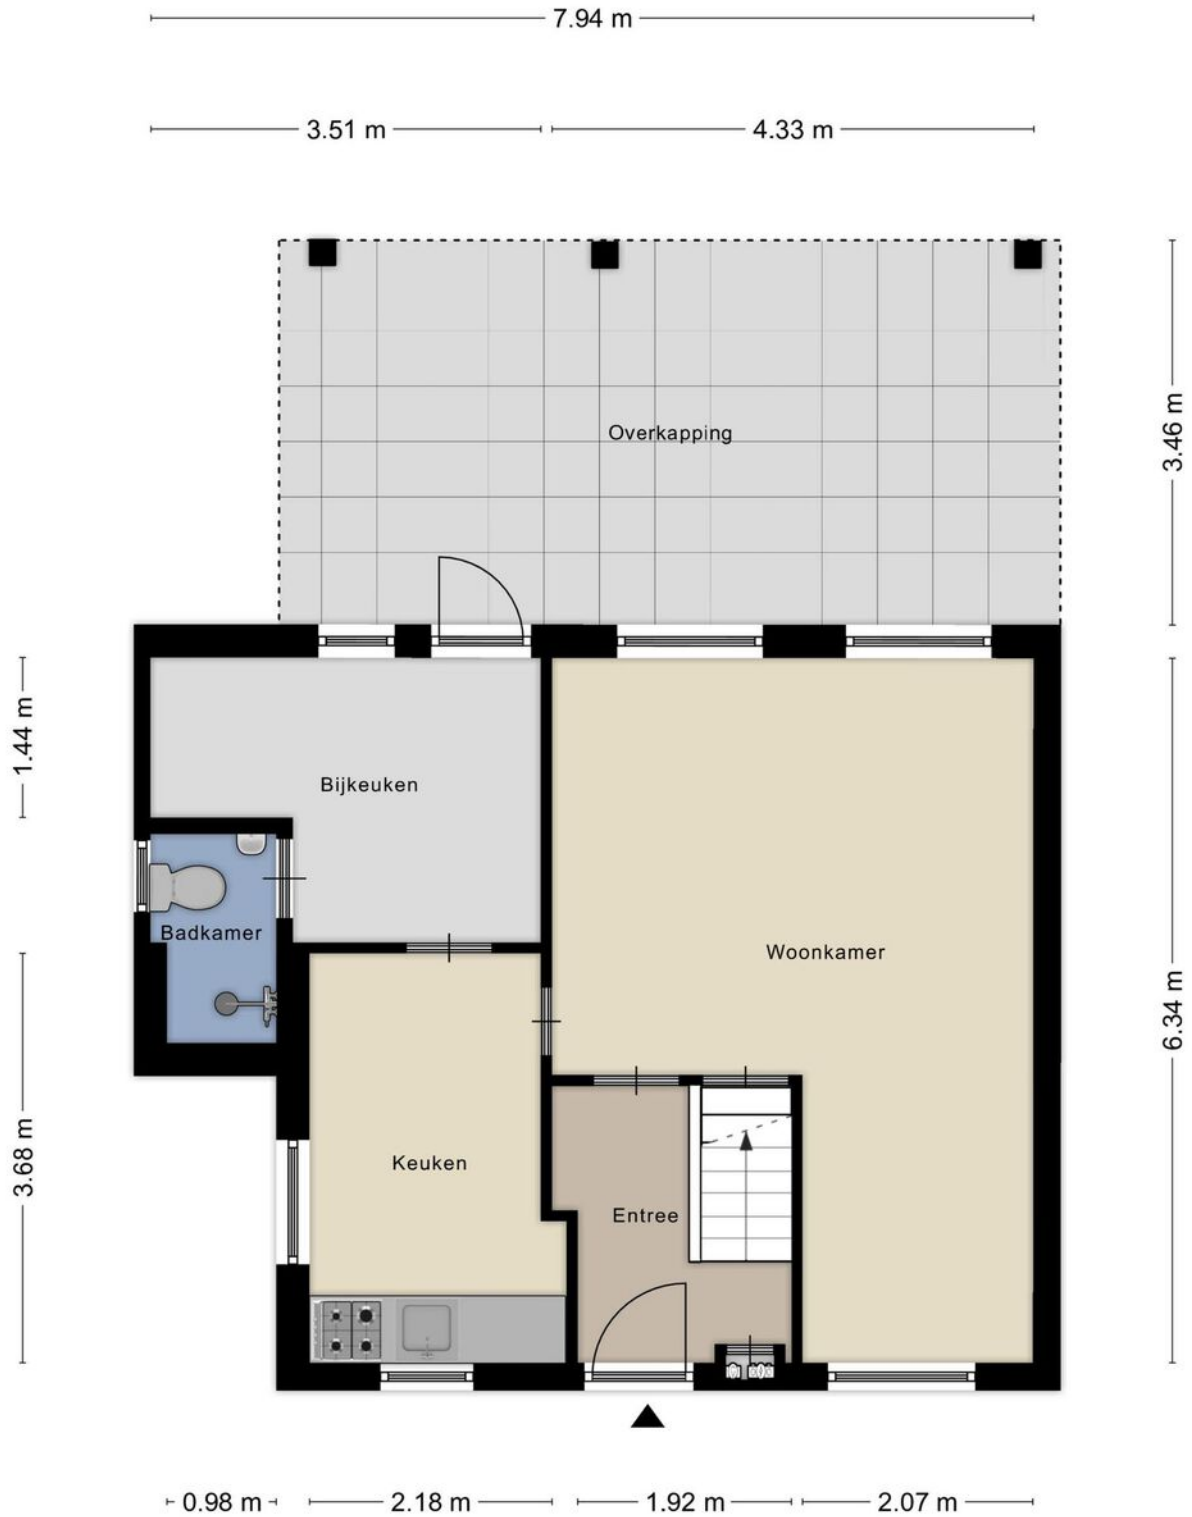 7.94 m
3.51 m
4.33 m
3.46 m
Overkapping
1.44 m
Bijkeuken
Badkamer
Woonkamer
6.34 m
3.68 m
Keuken
Entree
0.98 m
2.18 m
1.92 m
2.07 m